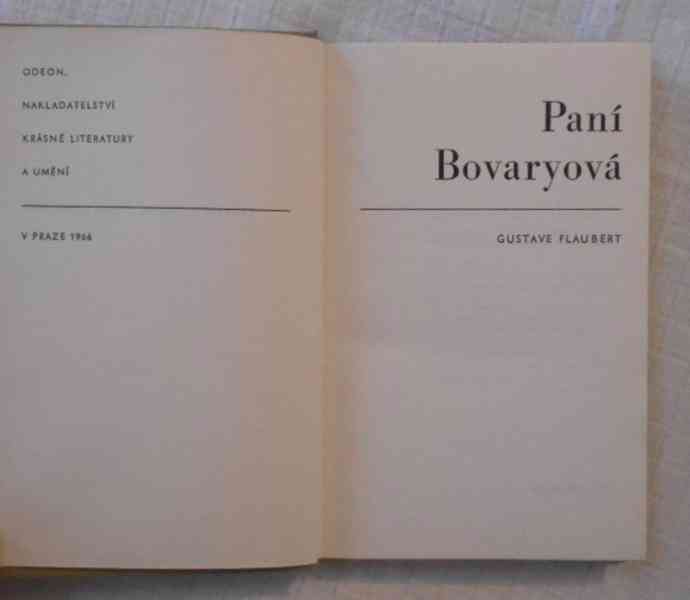 ODEON,
NAKLADATELSTVÍ
KRÁSNÉ LITERATURY
A UMĚNÍ
V PRAZE 1966
Paní
Bovaryová
GUSTAVE FLAUBERT